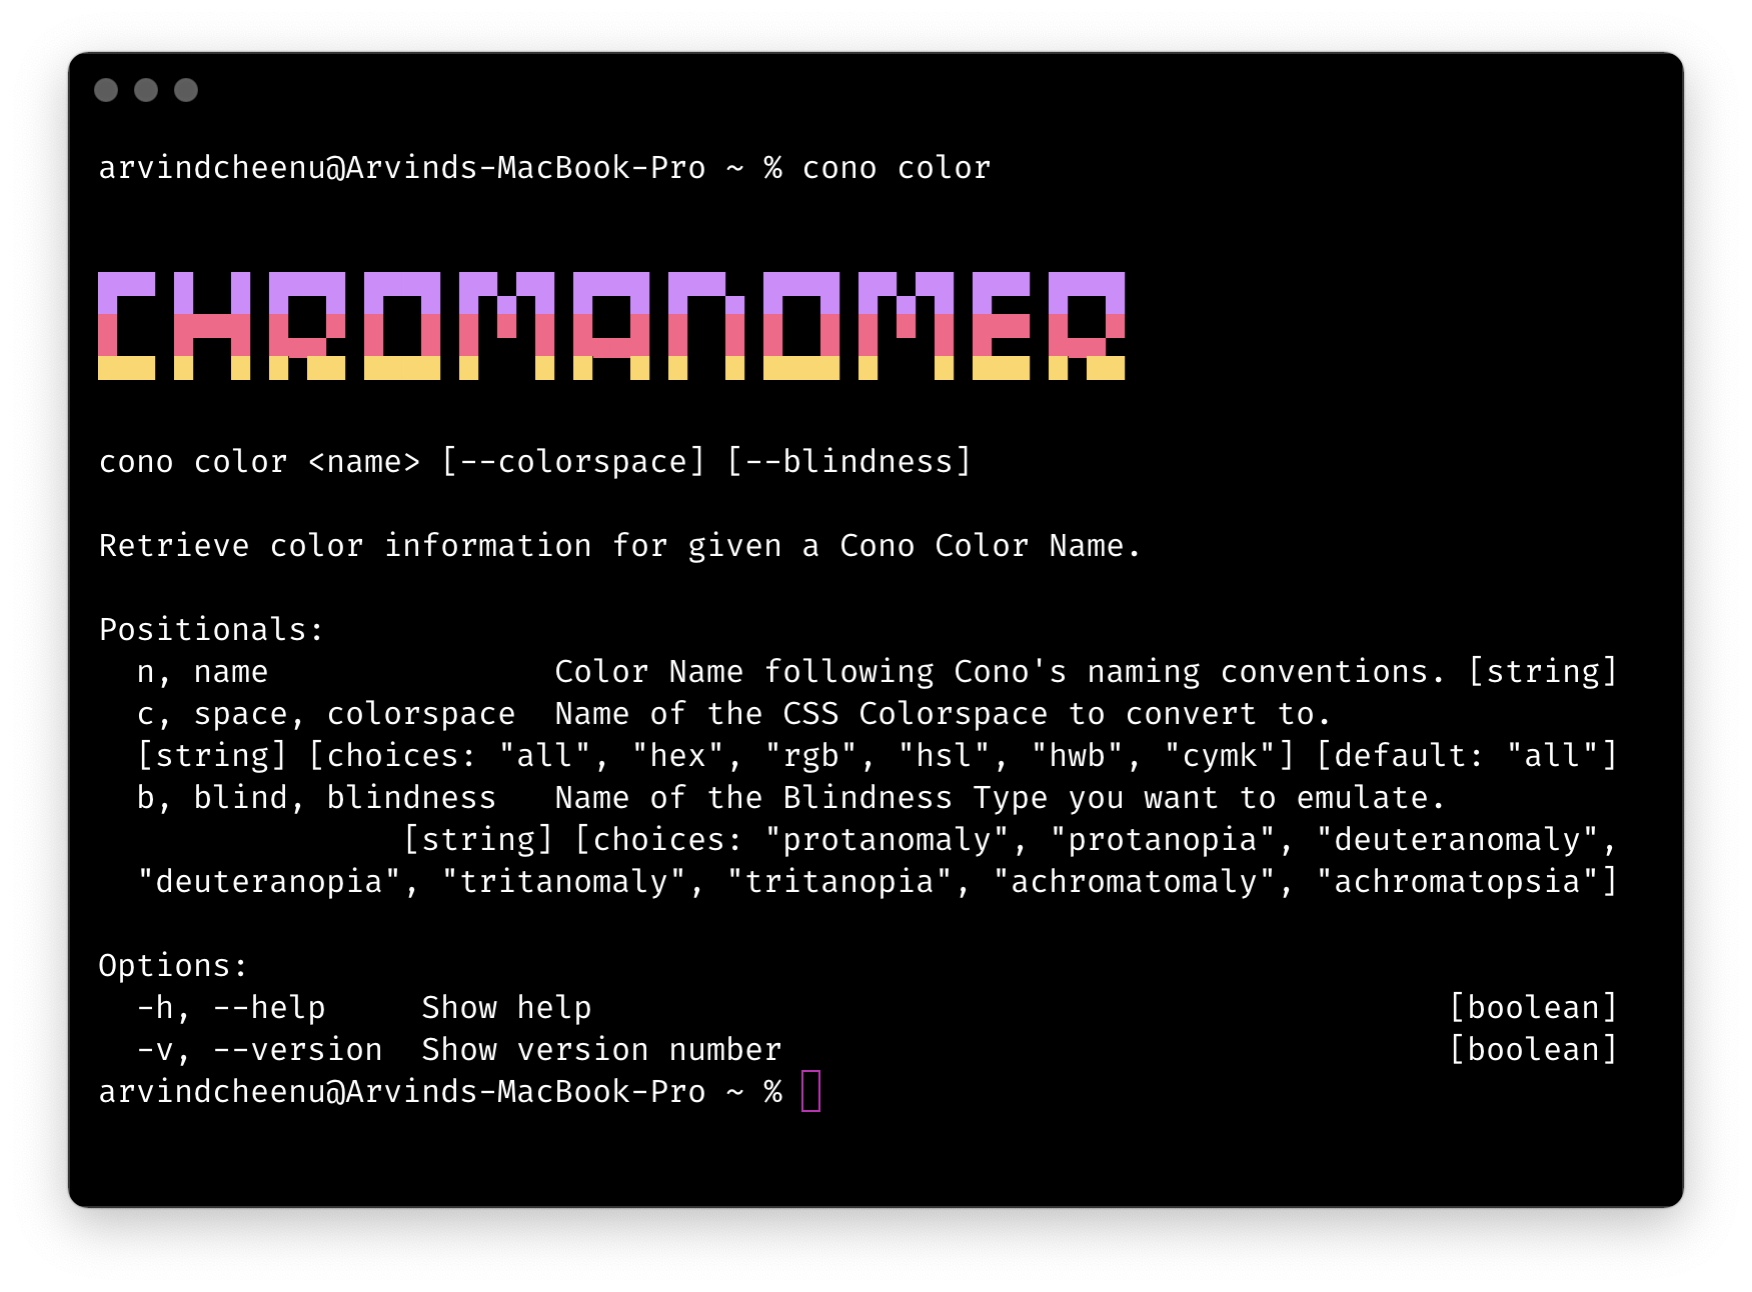 arvindcheenu@Arvinds-MacBook-Pro ~ % cono color
CHROMANOMER
cono color <name> [--colorspace] [--blindness]
Retrieve color information for given a Cono Color Name.
Positionals:
n, name Color Name following Cono's naming conventions. [string]
c, space, colorspace Name of the CSS Colorspace to convert to.
[string] [choices: "all", "hex", "rgb", "hsl", "hwb", "cymk"] [default: "all"]
b, blind, blindness Name of the Blindness Type you want to emulate.
[string] [choices: "protanomaly", "protanopia", "deuteranomaly",
"deuteranopia", "tritanomaly", "tritanopia", "achromatomaly", "achromatopsia"]
Options:
-h, --help Show help [boolean]
-v, --version Show version number [boolean]
arvindcheenu@Arvinds-MacBook-Pro ~ %